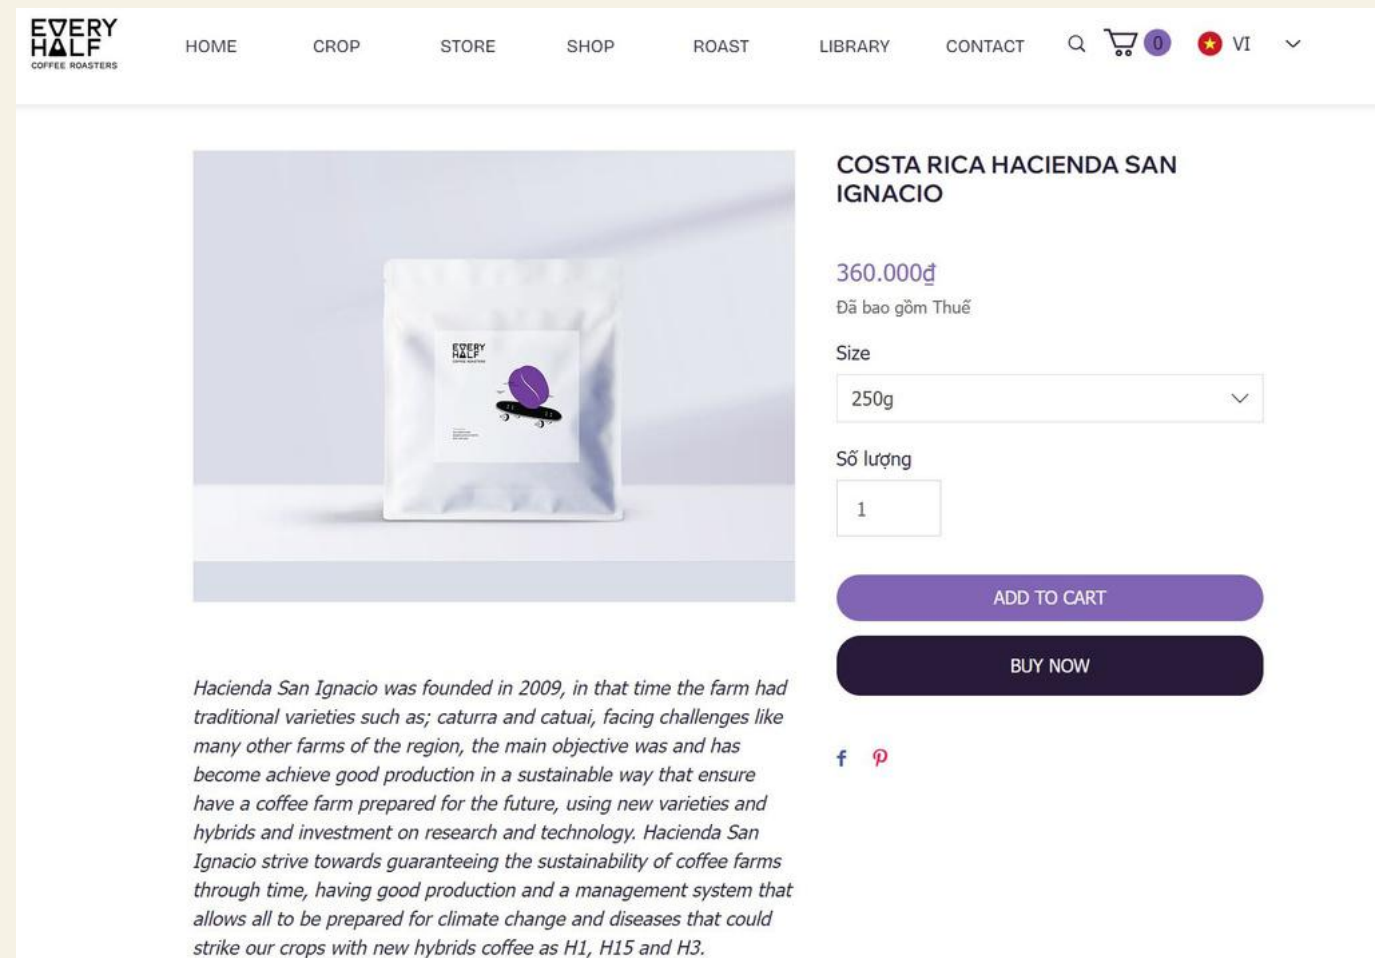 EVERY
HALF
COFFEE ROASTERS
HOME CROP STORE SHOP ROAST LIBRARY CONTACT 0 VI
COSTA RICA HACIENDA SAN
IGNACIO
360.000₫
Đã bao gồm Thuế
Size
250g
Số lượng
1
ADD TO CART
BUY NOW
EVERY
HALF
COFFEE ROASTERS
Hacienda San Ignacio was founded in 2009, in that time the farm had
traditional varieties such as; caturra and catuai, facing challenges like
many other farms of the region, the main objective was and has
become achieve good production in a sustainable way that ensure
have a coffee farm prepared for the future, using new varieties and
hybrids and investment on research and technology. Hacienda San
Ignacio strive towards guaranteeing the sustainability of coffee farms
through time, having good production and a management system that
allows all to be prepared for climate change and diseases that could
strike our crops with new hybrids coffee as H1, H15 and H3.